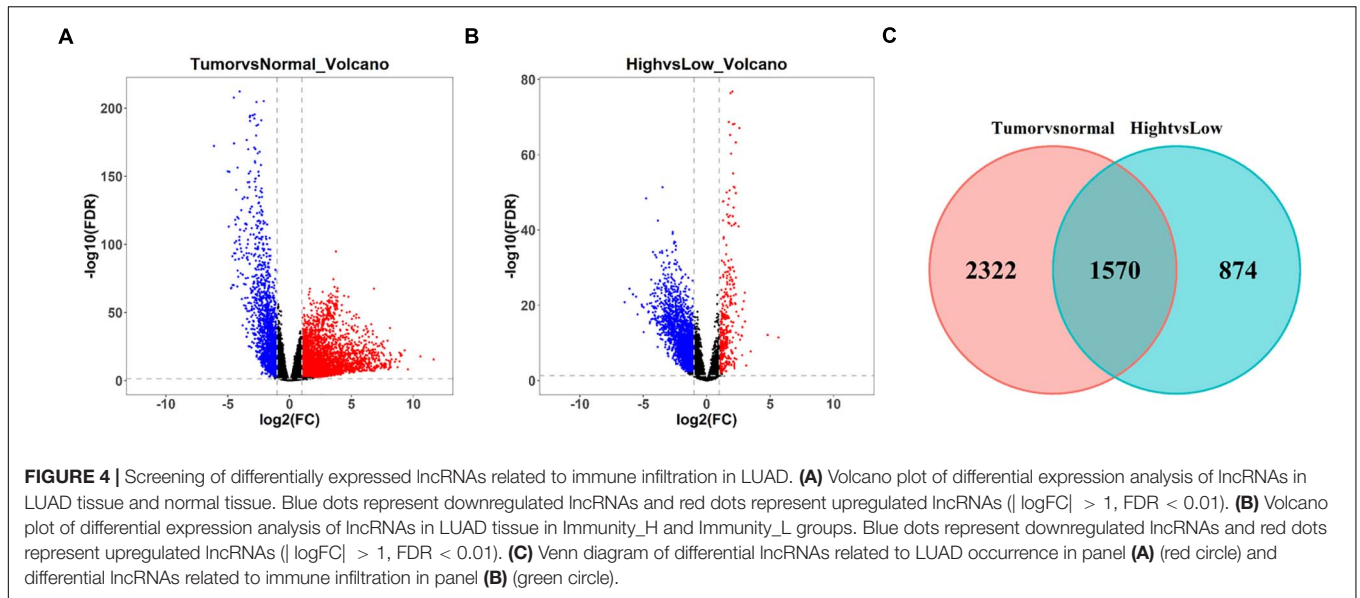 A
TumorvsNormal_Volcano
200
150
100
50
0
-log10(FDR)
-10
-5
0
5
10
log2(FC)
B
HighvsLow_Volcano
80
60
40
20
0
-log10(FDR)
-10
-5
0
5
10
log2(FC)
C
Tumorvsnormal HightvsLow
2322 1570 874
FIGURE 4 | Screening of differentially expressed lncRNAs related to immune infiltration in LUAD. (A) Volcano plot of differential expression analysis of lncRNAs in
LUAD tissue and normal tissue. Blue dots represent downregulated lncRNAs and red dots represent upregulated lncRNAs (| logFC| > 1, FDR < 0.01). (B) Volcano
plot of differential expression analysis of lncRNAs in LUAD tissue in Immunity_H and Immunity_L groups. Blue dots represent downregulated lncRNAs and red dots
represent upregulated lncRNAs (| logFC| > 1, FDR < 0.01). (C) Venn diagram of differential lncRNAs related to LUAD occurrence in panel (A) (red circle) and
differential lncRNAs related to immune infiltration in panel (B) (green circle).